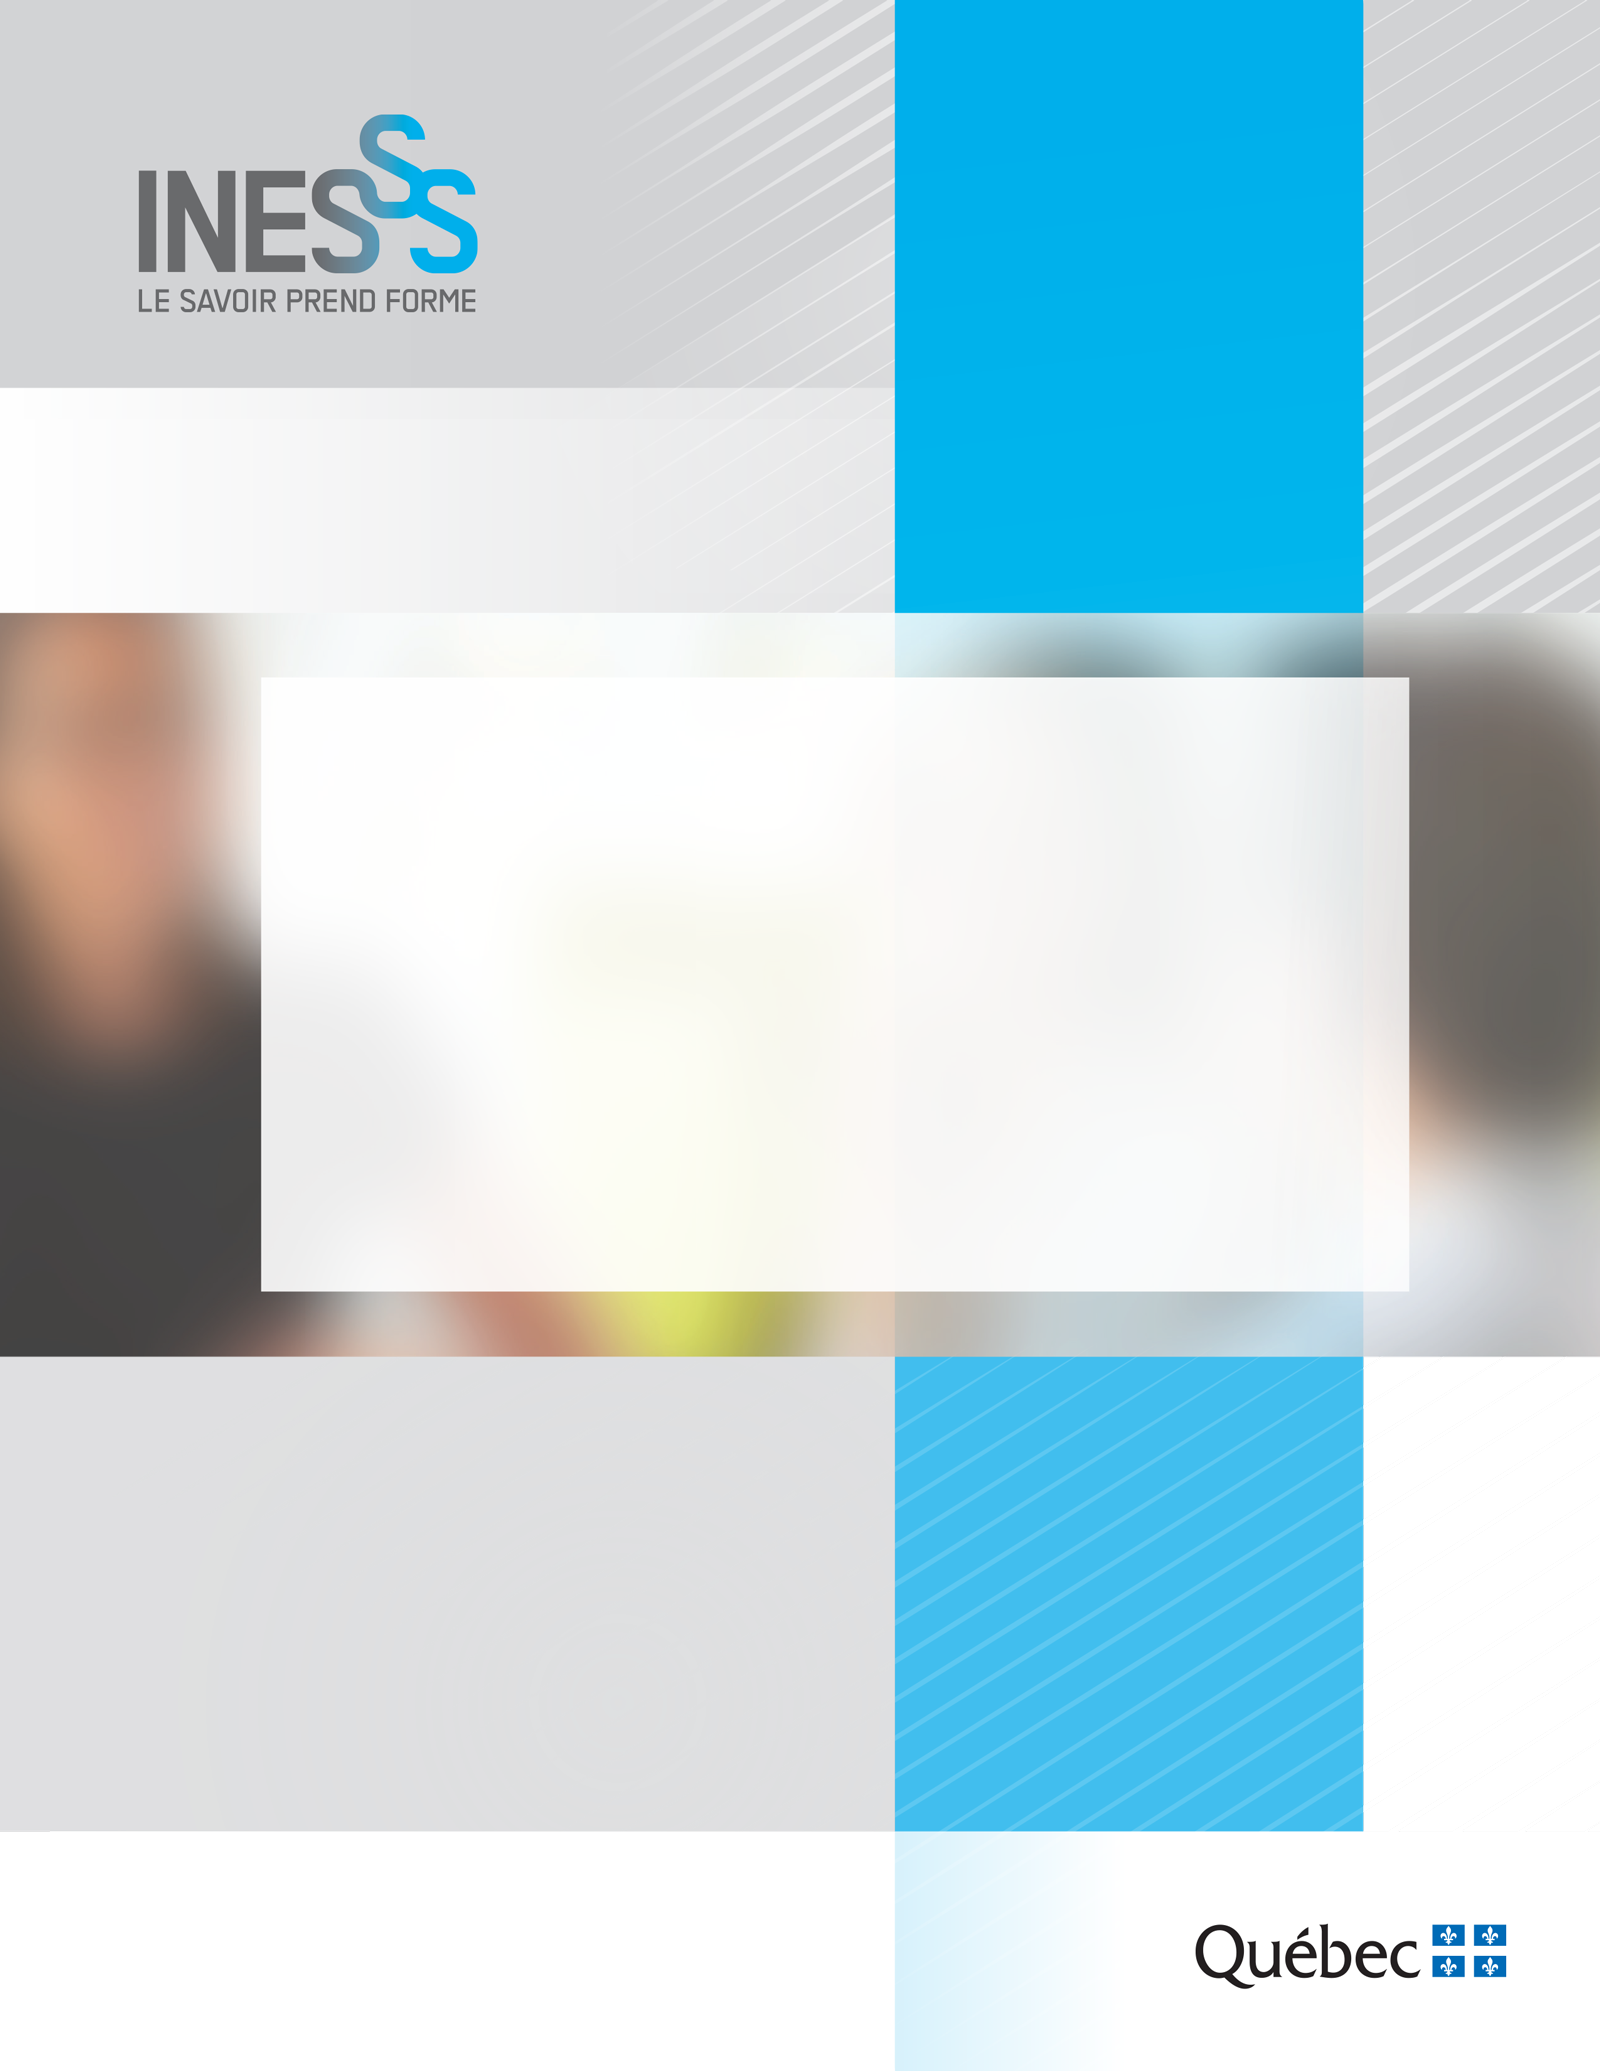 INESSS
LE SAVOIR PREND FORME
Québec